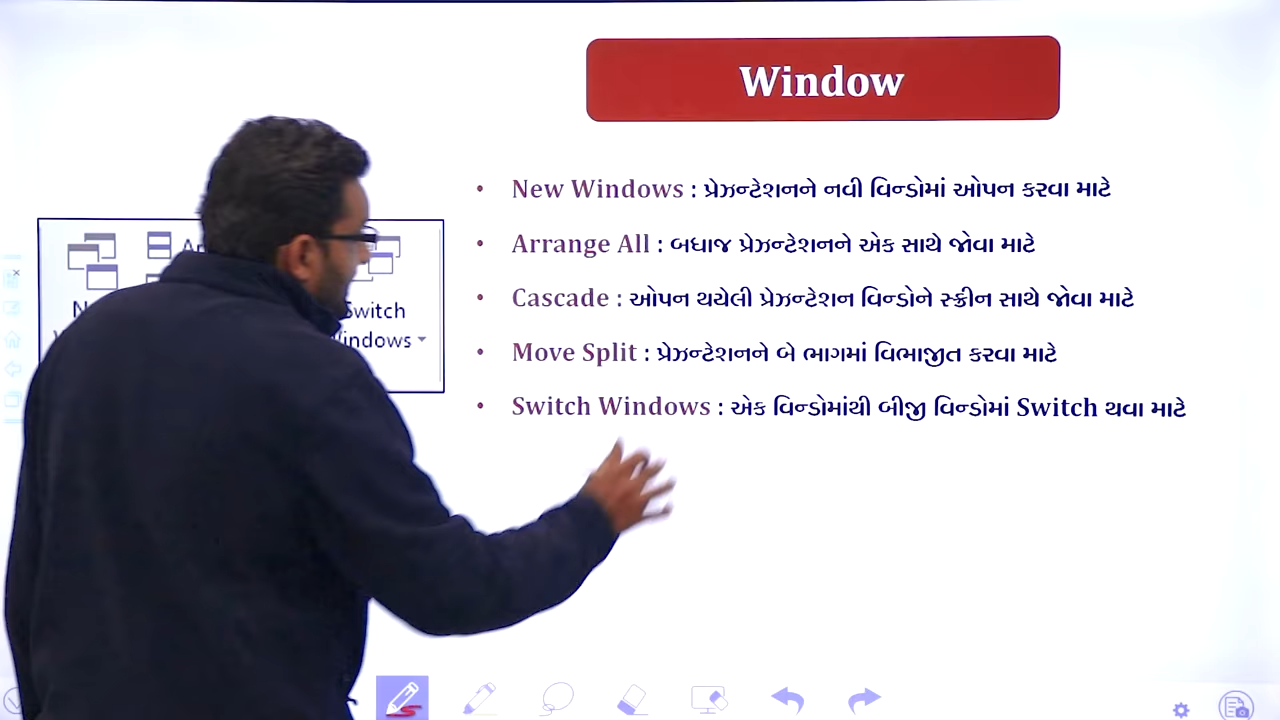 Window
• New Windows : પ્રેઝન્ટેશનને નવી વિન્ડોમાં ઓપન કરવા માટે
• Arrange All : બધાજ પ્રેઝન્ટેશનને એક સાથે જોવા માટે
• Cascade : ઓપન થયેલી પ્રેઝન્ટેશન વિન્ડોને સ્ક્રીન સાથે જોવા માટે
• Move Split : પ્રેઝન્ટેશનને બે ભાગમાં વિભાજીત કરવા માટે
• Switch Windows : એક વિન્ડોમાંથી બીજી વિન્ડોમાં Switch થવા માટે
Switch